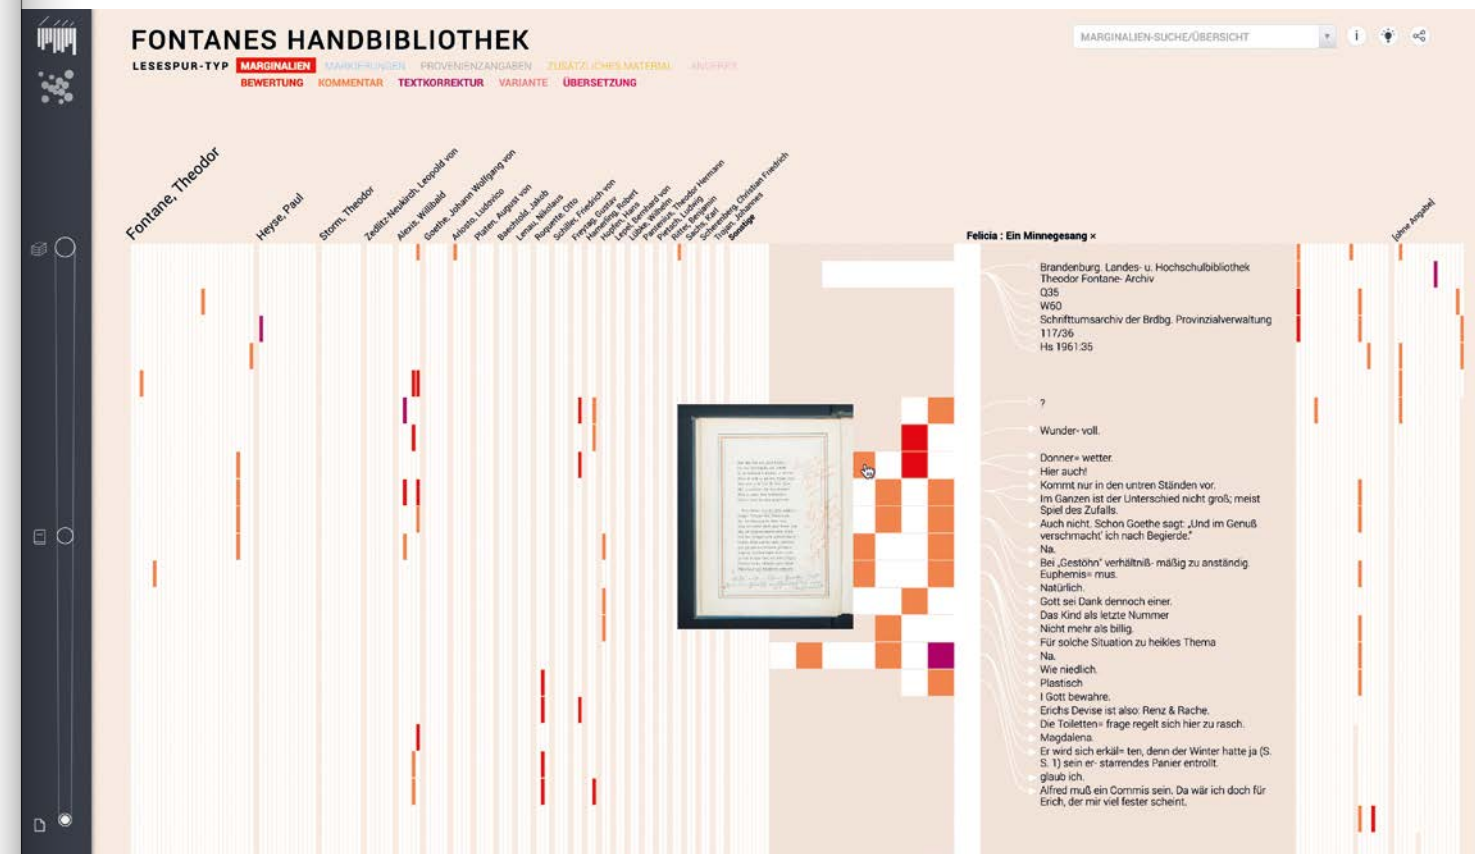 FONTANES HANDBIBLIOTHEK
MARGINALIEN-SUCHE/ÜBERSICHT
i
LESESPUR-TYP MARGINALIEN MARKIERUNGEN PROVENIENZANGABEN ZUSÄTZLICHES MATERIAL ANDERES
BEWERTUNG KOMMENTAR TEXTKORREKTUR VARIANTE ÜBERSETZUNG
Fontane, Theodor
Heyse, Paul
Storm, Theodor
Zedlitz-Neukirch, Leopold von
Alexis, Willibald
Goethe, Johann Wolfgang von
Ariosto, Ludovico
Platen, August von
Baechtold, Jakob
Lenau, Nikolaus
Roquette, Otto
Schiller, Friedrich von
Freytag, Gustav
Hamerling, Robert
Hopfen, Hans
Lepel, Bernhard von
Lübke, Wilhelm
Pantenius, Theodor Hermann
Pietsch, Ludwig
Ritter, Benjamin
Sachs, Karl
Scherenberg, Christian Friedrich
Trojan, Johannes
Sonstige
Felicia : Ein Minnegesang ×
[ohne Angabe]
Brandenburg. Landes- u. Hochschulbibliothek
Theodor Fontane- Archiv
Q35
W60
Schrifttumsarchiv der Brdbg. Provinzialverwaltung
117/36
Hs 1961:35
?
Wunder- voll.
Donner= wetter.
Hier auch!
Kommt nur in den untren Ständen vor.
Im Ganzen ist der Unterschied nicht groß; meist
Spiel des Zufalls.
Auch nicht. Schon Goethe sagt: „Und im Genuß
verschmacht' ich nach Begierde."
Na.
Bei „Gestöhn" verhältniß- mäßig zu anständig.
Euphemis= mus.
Natürlich.
Gott sei Dank dennoch einer.
Das Kind als letzte Nummer
Nicht mehr als billig.
Für solche Situation zu heikles Thema
Na.
Wie niedlich.
Plastisch
I Gott bewahre.
Erichs Devise ist also: Renz & Rache.
Die Toiletten= frage regelt sich hier zu rasch.
Magdalena.
Er wird sich erkäl= ten, denn der Winter hatte ja (S.
S. 1) sein er- starrendes Panier entrollt.
glaub ich.
Alfred muß ein Commis sein. Da wär ich doch für
Erich, der mir viel fester scheint.